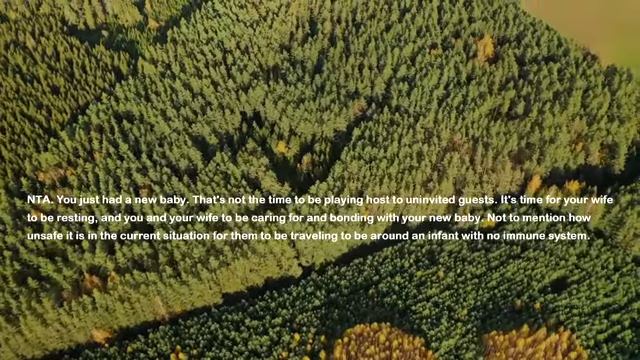 NTA. You just had a new baby. That's not the time to be playing host to uninvited guests. It's time for your wife
to be resting, and you and your wife to be caring for and bonding with your new baby. Not to mention how
unsafe it is in the current situation for them to be traveling to be around an infant with no immune system.